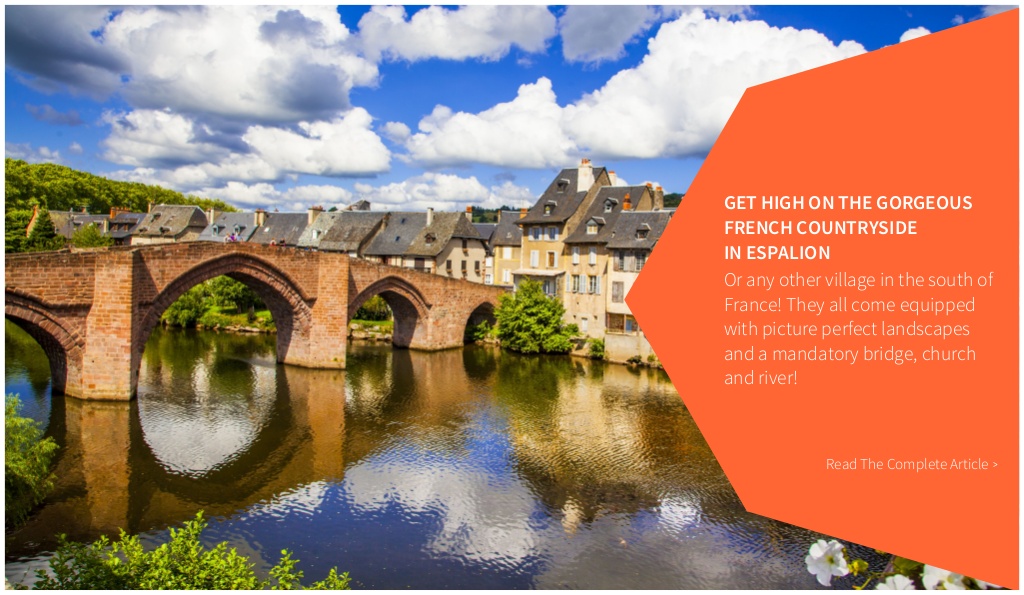 GET HIGH ON THE GORGEOUS
FRENCH COUNTRYSIDE
IN ESPALION
Or any other village in the south of
France! They all come equipped
with picture perfect landscapes
and a mandatory bridge, church
and river!
Read The Complete Article >